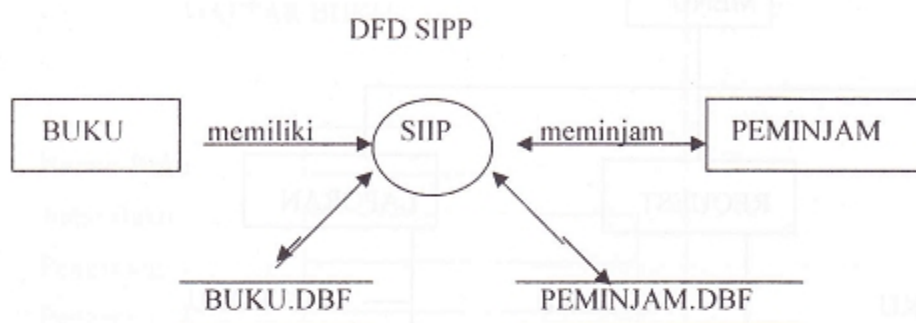 DFD SIPP
BUKU memiliki SIIP meminjam PEMINJAM
BUKU.DBF PEMINJAM.DBF